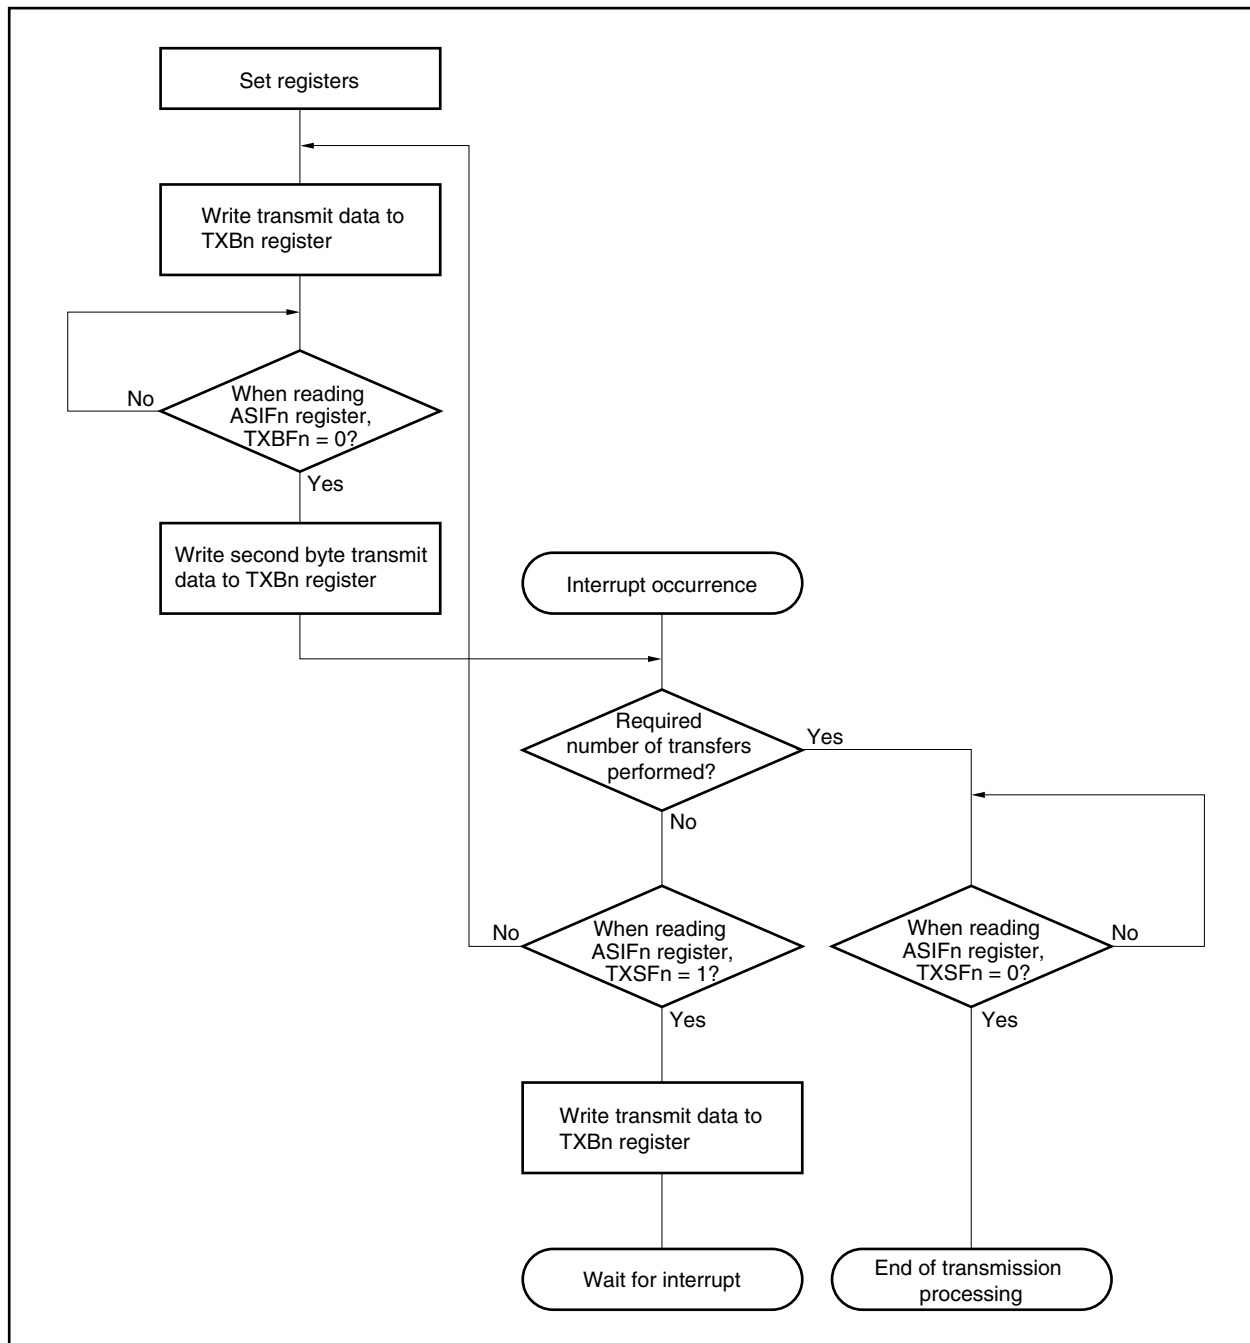 Set registers
Write transmit data to
TXBn register
No
When reading
ASIFn register,
TXBFn = 0?
Yes
Write second byte transmit
data to TXBn register
Interrupt occurrence
Required
number of transfers
performed?
Yes
No
No
When reading
ASIFn register,
TXSFn = 1?
Yes
When reading
ASIFn register,
TXSFn = 0?
No
Yes
Write transmit data to
TXBn register
Wait for interrupt
End of transmission
processing